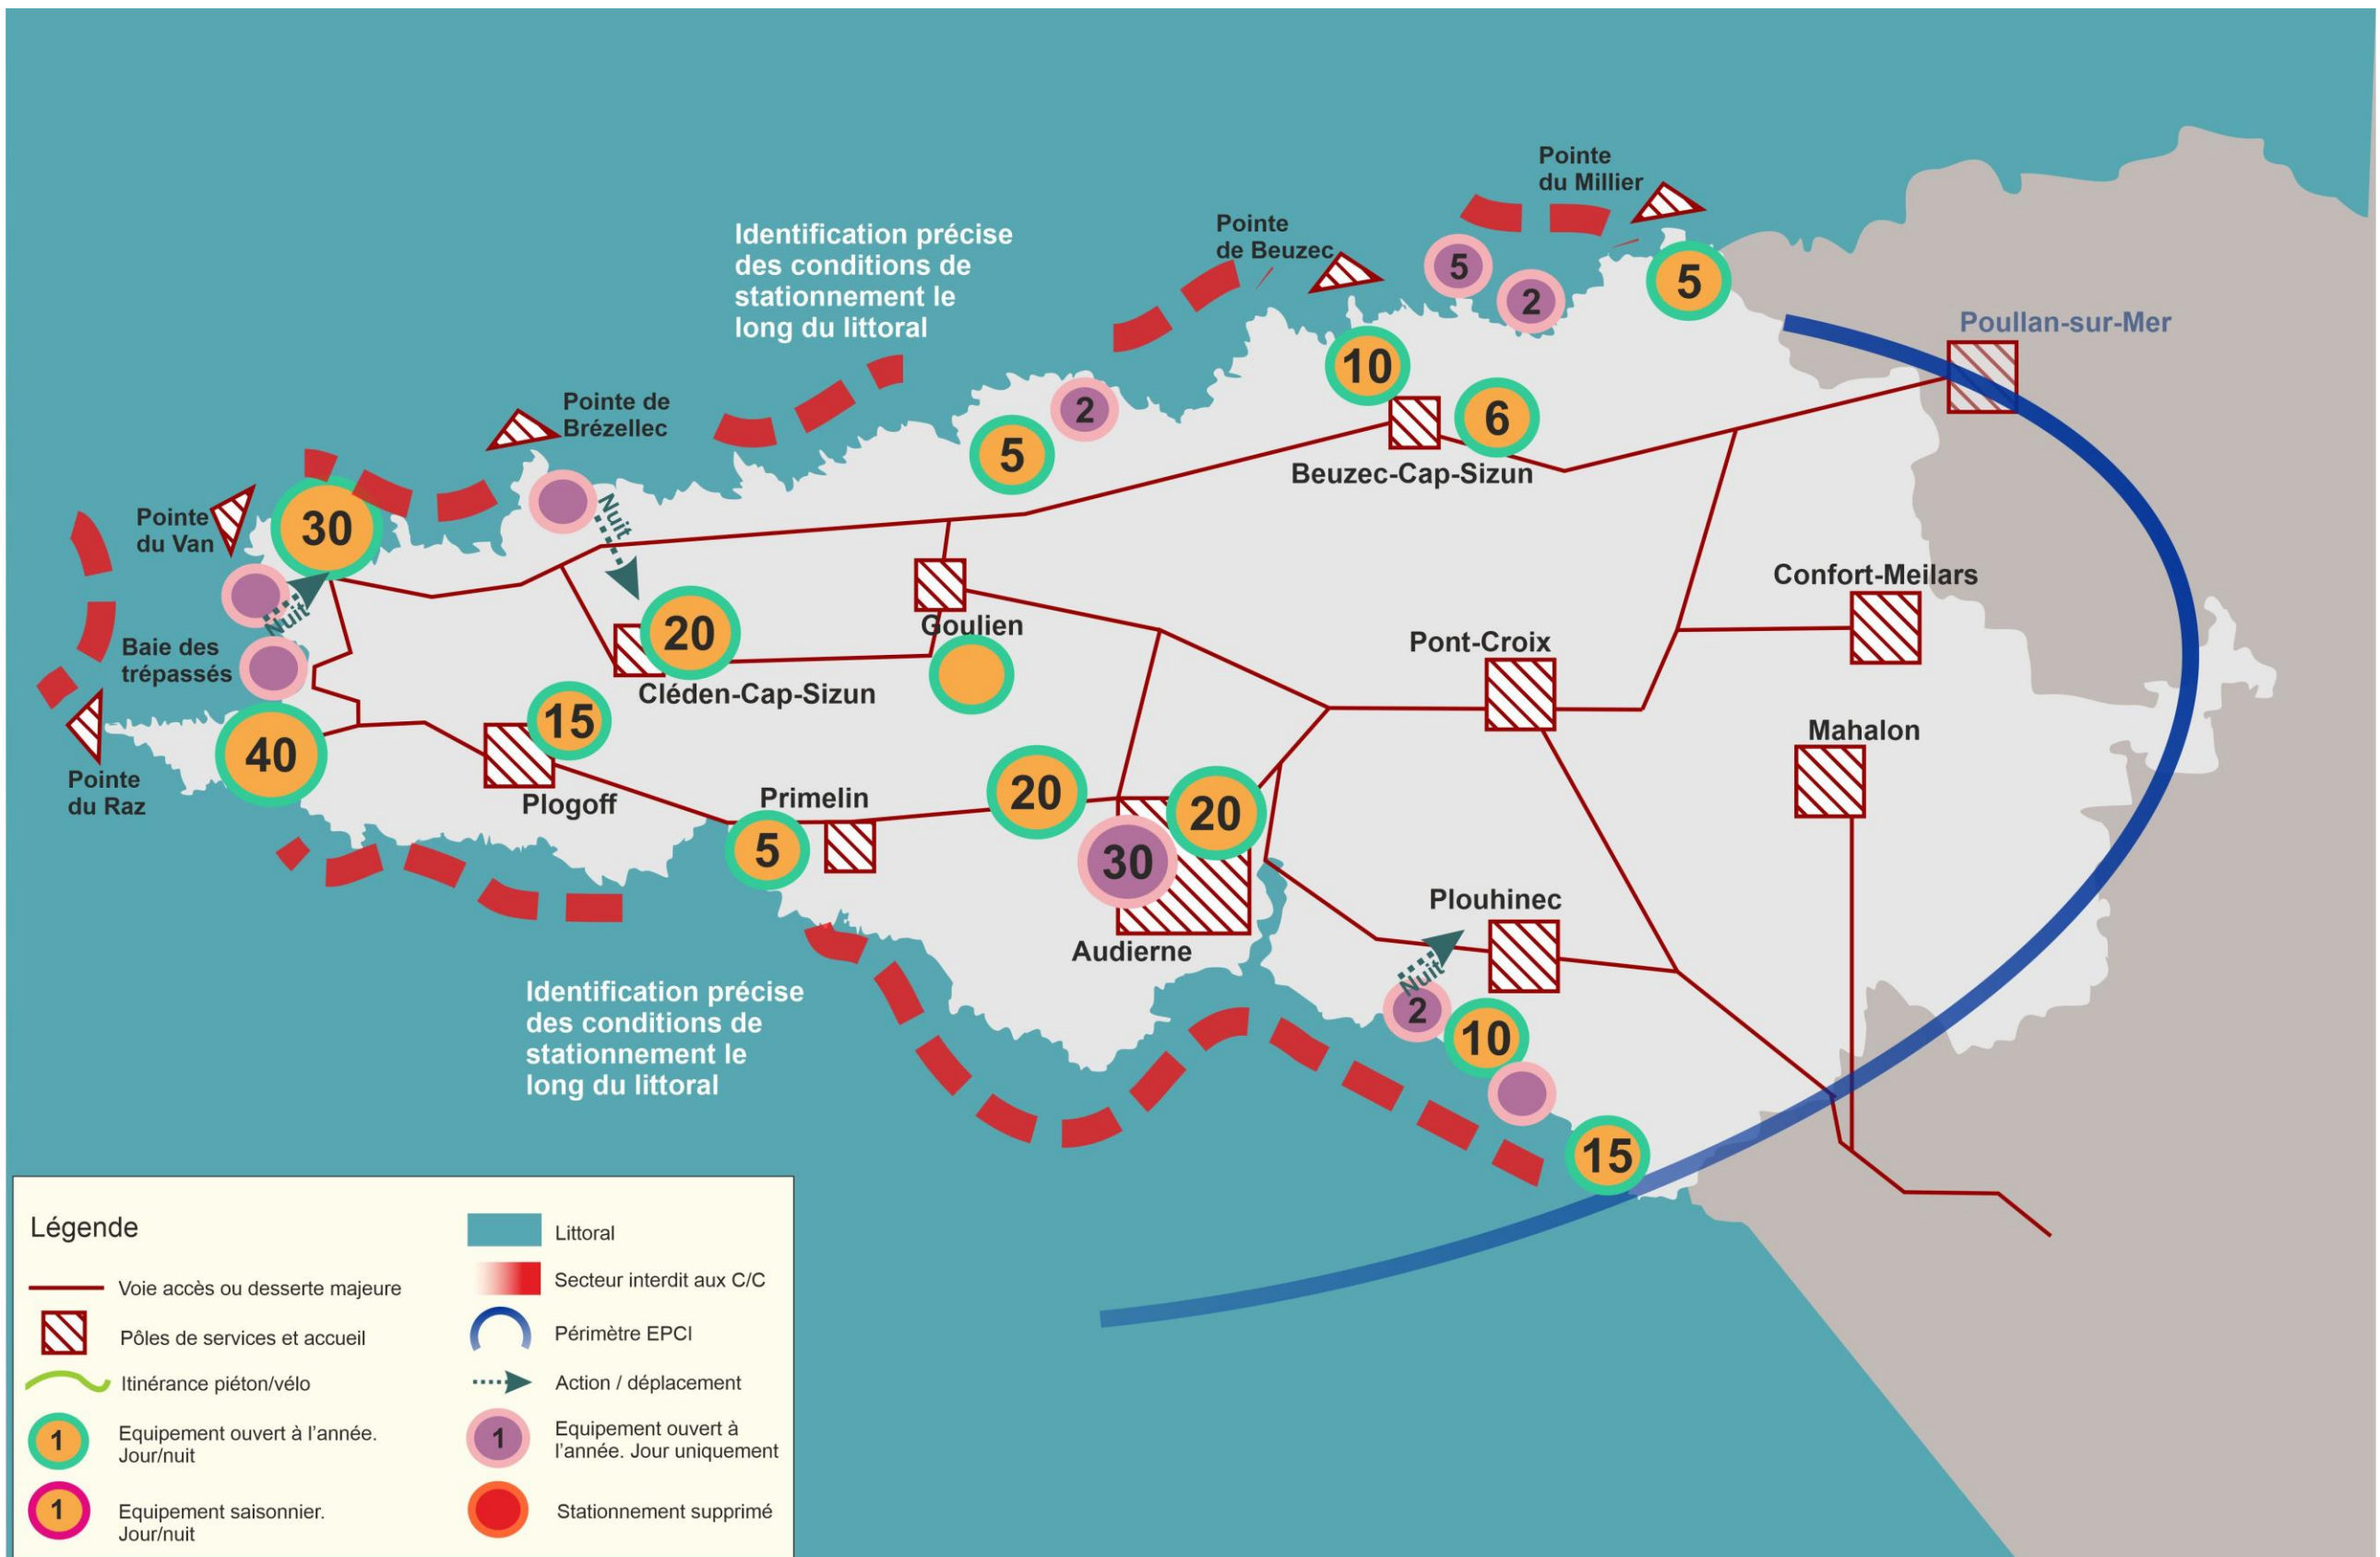 Pointe
du Millier
Pointe
de Beuzec
Identification précise
des conditions de
stationnement le
long du littoral
5
2
5
Poullan-sur-Mer
10
6
2
5
Beuzec-Cap-Sizun
Pointe de
Brézellec
Nuit
Pointe
du Van
30
Nuit
Baie des
trépassés
20
Cléden-Cap-Sizun
Goulien
Confort-Meilars
Pont-Croix
Mahalon
40
15
Plogoff
Pointe
du Raz
Primelin
5
20
20
30
Audierne
Plouhinec
Nuit
2
10
15
Identification précise
des conditions de
stationnement le
long du littoral
Légende
Voie accès ou desserte majeure
Pôles de services et accueil
Itinérance piéton/vélo
1
Equipement ouvert à l'année.
Jour/nuit
1
Equipement saisonnier.
Jour/nuit
Littoral
Secteur interdit aux C/C
Périmètre EPCI
Action / déplacement
1
Equipement ouvert à
l'année. Jour uniquement
Stationnement supprimé